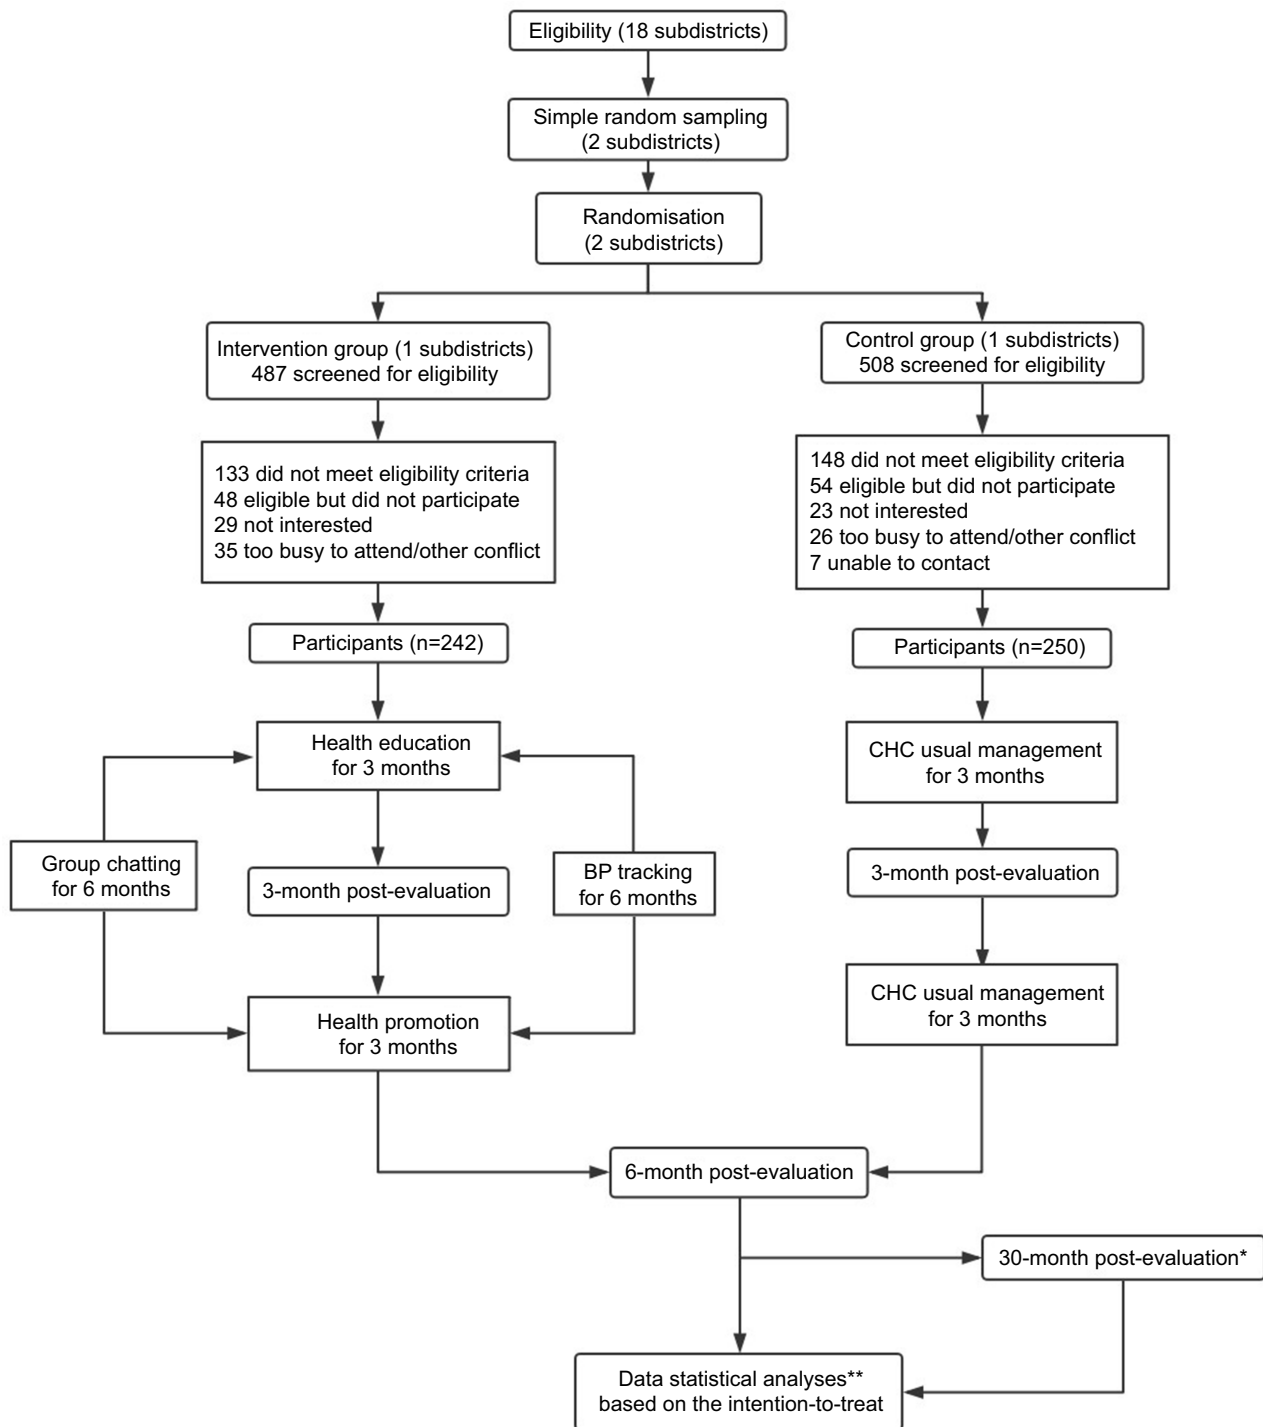 Eligibility (18 subdistricts)
Simple random sampling
(2 subdistricts)
Randomisation
(2 subdistricts)
Intervention group (1 subdistricts)
487 screened for eligibility
Control group (1 subdistricts)
508 screened for eligibility
133 did not meet eligibility criteria
48 eligible but did not participate
29 not interested
35 too busy to attend/other conflict
148 did not meet eligibility criteria
54 eligible but did not participate
23 not interested
26 too busy to attend/other conflict
7 unable to contact
Participants (n=242)
Participants (n=250)
Health education
for 3 months
CHC usual management
for 3 months
Group chatting
for 6 months
3-month post-evaluation
BP tracking
for 6 months
3-month post-evaluation
Health promotion
for 3 months
CHC usual management
for 3 months
6-month post-evaluation
30-month post-evaluation*
Data statistical analyses**
based on the intention-to-treat